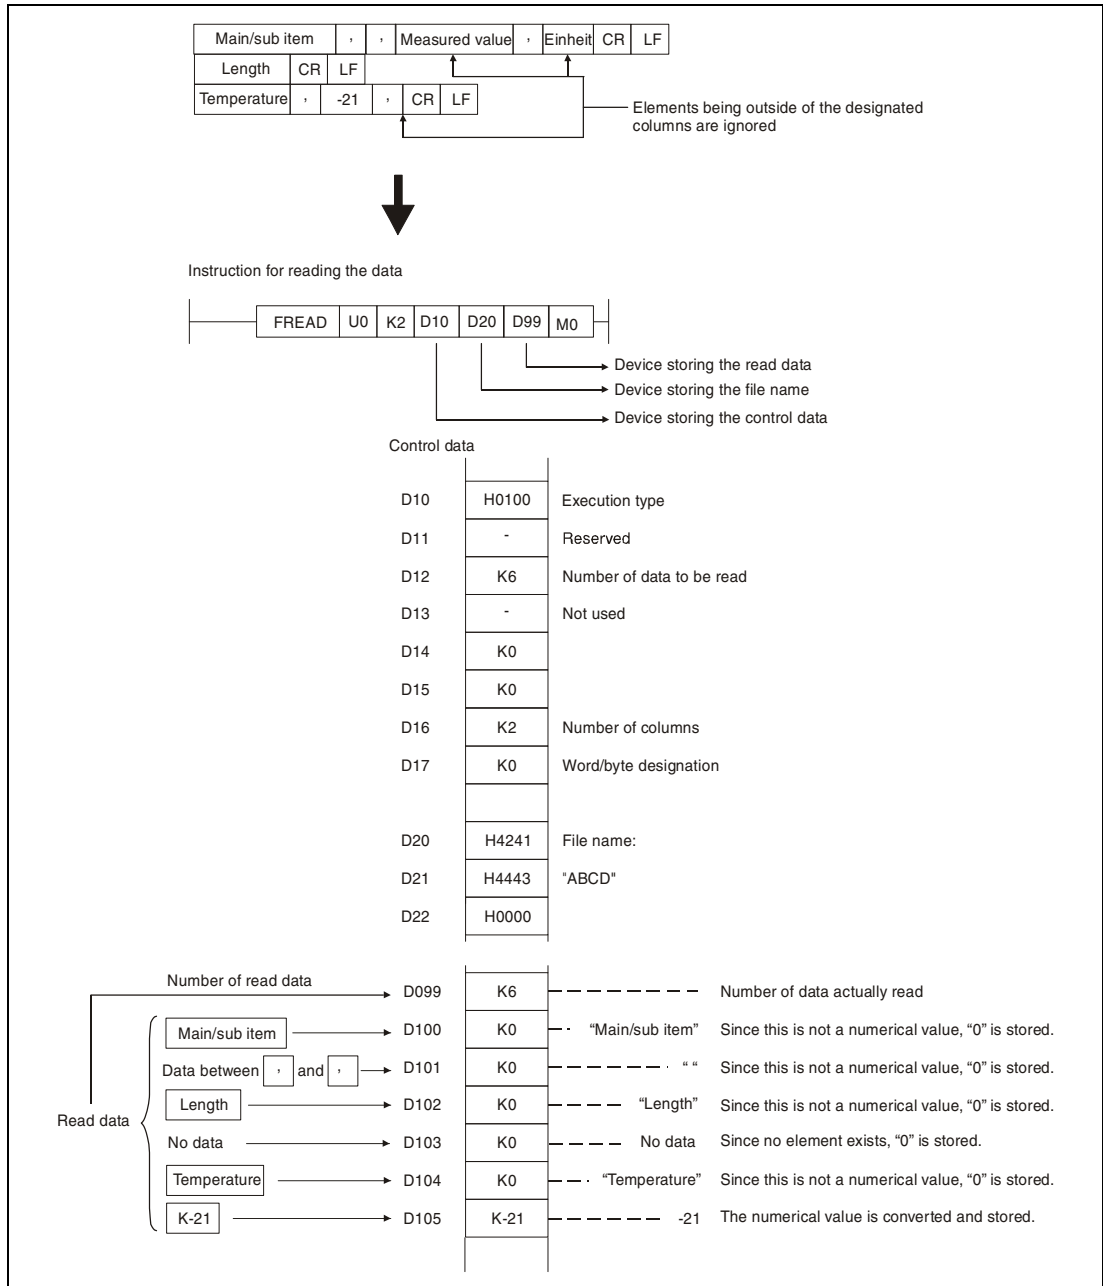 Main/sub item , , Measured value , Einheit CR LF
Length CR LF
Temperature , -21 , CR LF
Elements being outside of the designated
columns are ignored
Instruction for reading the data
FREAD U0 K2 D10 D20 D99 M0
Device storing the read data
Device storing the file name
Device storing the control data
Control data
D10 H0100 Execution type
D11 - Reserved
D12 K6 Number of data to be read
D13 - Not used
D14 K0
D15 K0
D16 K2 Number of columns
D17 K0 Word/byte designation
D20 H4241 File name:
D21 H4443 "ABCD"
D22 H0000
Number of read data D099 K6 Number of data actually read
Main/sub item D100 K0 “Main/sub item” Since this is not a numerical value, “0” is stored.
Data between , and , D101 K0 “ “ Since this is not a numerical value, “0” is stored.
Length D102 K0 “Length” Since this is not a numerical value, “0” is stored.
Read data
No data D103 K0 No data Since no element exists, “0” is stored.
Temperature D104 K0 “Temperature” Since this is not a numerical value, “0” is stored.
K-21 D105 K-21 -21 The numerical value is converted and stored.